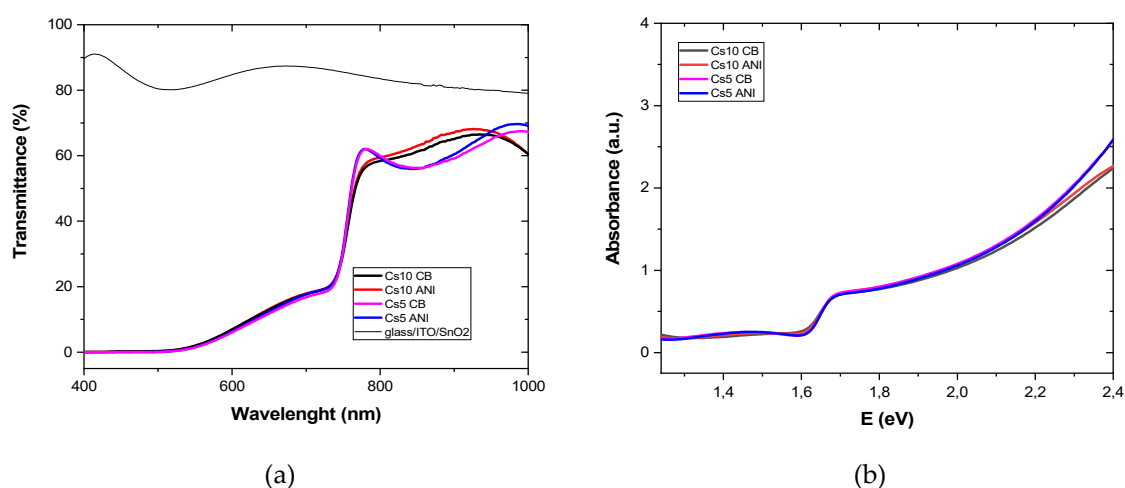 100
80
60
40
20
0
Transmittance (%)
400
600
800
1000
Wavelenght (nm)
Cs10 CB
Cs10 ANI
Cs5 CB
Cs5 ANI
glass/ITO/SnO2
(a)
4
3
2
1
0
Absorbance (a.u.)
1,4
1,6
1,8
2,0
2,2
2,4
E (eV)
Cs10 CB
Cs10 ANI
Cs5 CB
Cs5 ANI
(b)